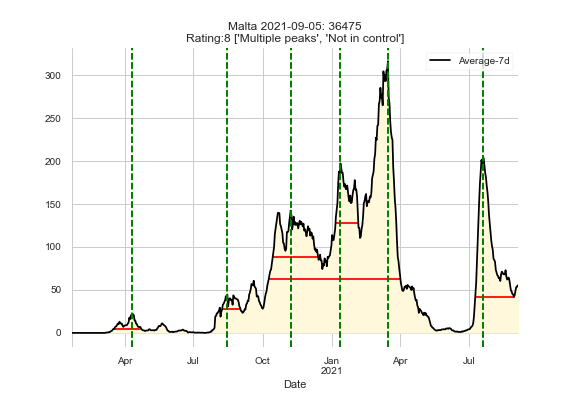 Malta 2021-09-05: 36475
Rating:8 ['Multiple peaks', 'Not in control']
Average-7d
300
250
200
150
100
50
0
Apr
Jul
Oct
Jan
2021
Apr
Jul
Date